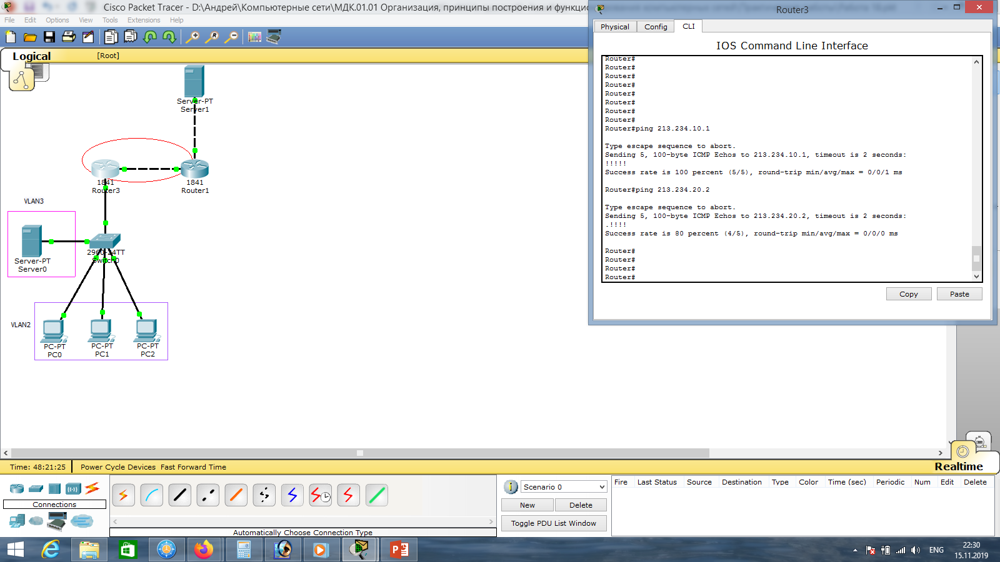 Cisco Packet Tracer - D:\Андрей\Компьютерные сети\МДК.01.01 Организация, принципы построения и функцио
File Edit Options View Tools Extensions Help
Logical
[Root]
Server-PT
Server1
1841
Router3
1841
Router1
VLAN3
Server-PT
Server0
2960-24TT
Switch0
VLAN2
PC-PT
PC0
PC-PT
PC1
PC-PT
PC2
Router3
Physical Config CLI
IOS Command Line Interface
Router#
Router#
Router#
Router#
Router#
Router#
Router#
Router#
Router#ping 213.234.10.1
Type escape sequence to abort.
Sending 5, 100-byte ICMP Echos to 213.234.10.1, timeout is 2 seconds:
!!!!!
Success rate is 100 percent (5/5), round-trip min/avg/max = 0/0/1 ms
Router#ping 213.234.20.2
Type escape sequence to abort.
Sending 5, 100-byte ICMP Echos to 213.234.20.2, timeout is 2 seconds:
.!!!!
Success rate is 80 percent (4/5), round-trip min/avg/max = 0/0/0 ms
Router#
Router#
Router#
Router#
Copy Paste
Time: 48:21:25 Power Cycle Devices Fast Forward Time
Realtime
Connections
Automatically Choose Connection Type
Scenario 0
New Delete
Toggle PDU List Window
Fire Last Status Source Destination Type Color Time (sec) Periodic Num Edit Delete
ENG
22:30
15.11.2019